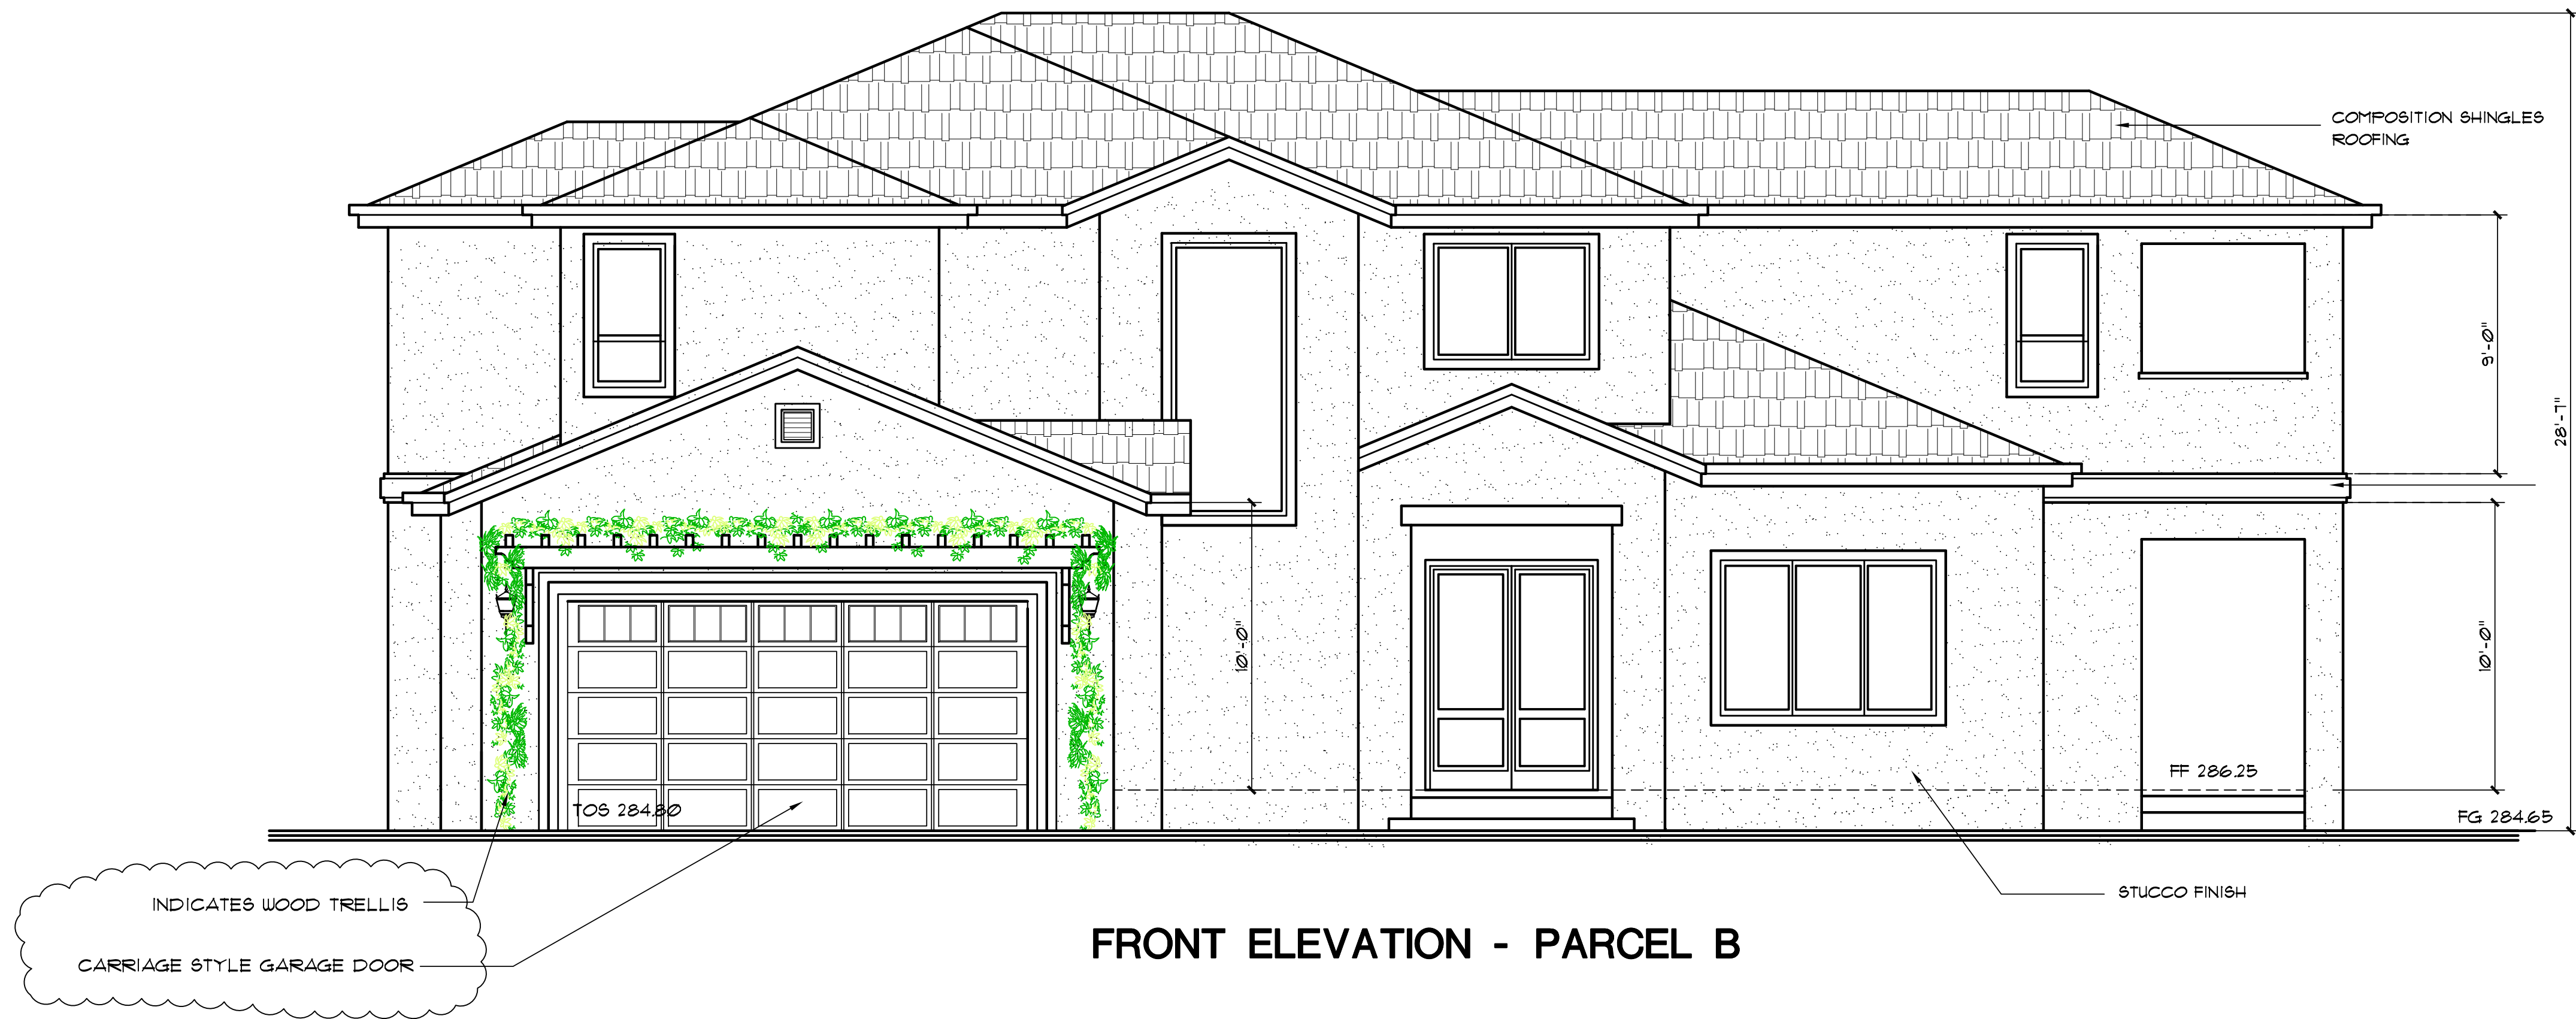 COMPOSITION SHINGLES
ROOFING
9'-0"
28'-7"
10'-0"
10'-0"
FF 286.25
TOS 284.80
FG 284.65
INDICATES WOOD TRELLIS
STUCCO FINISH
CARRIAGE STYLE GARAGE DOOR
FRONT ELEVATION - PARCEL B